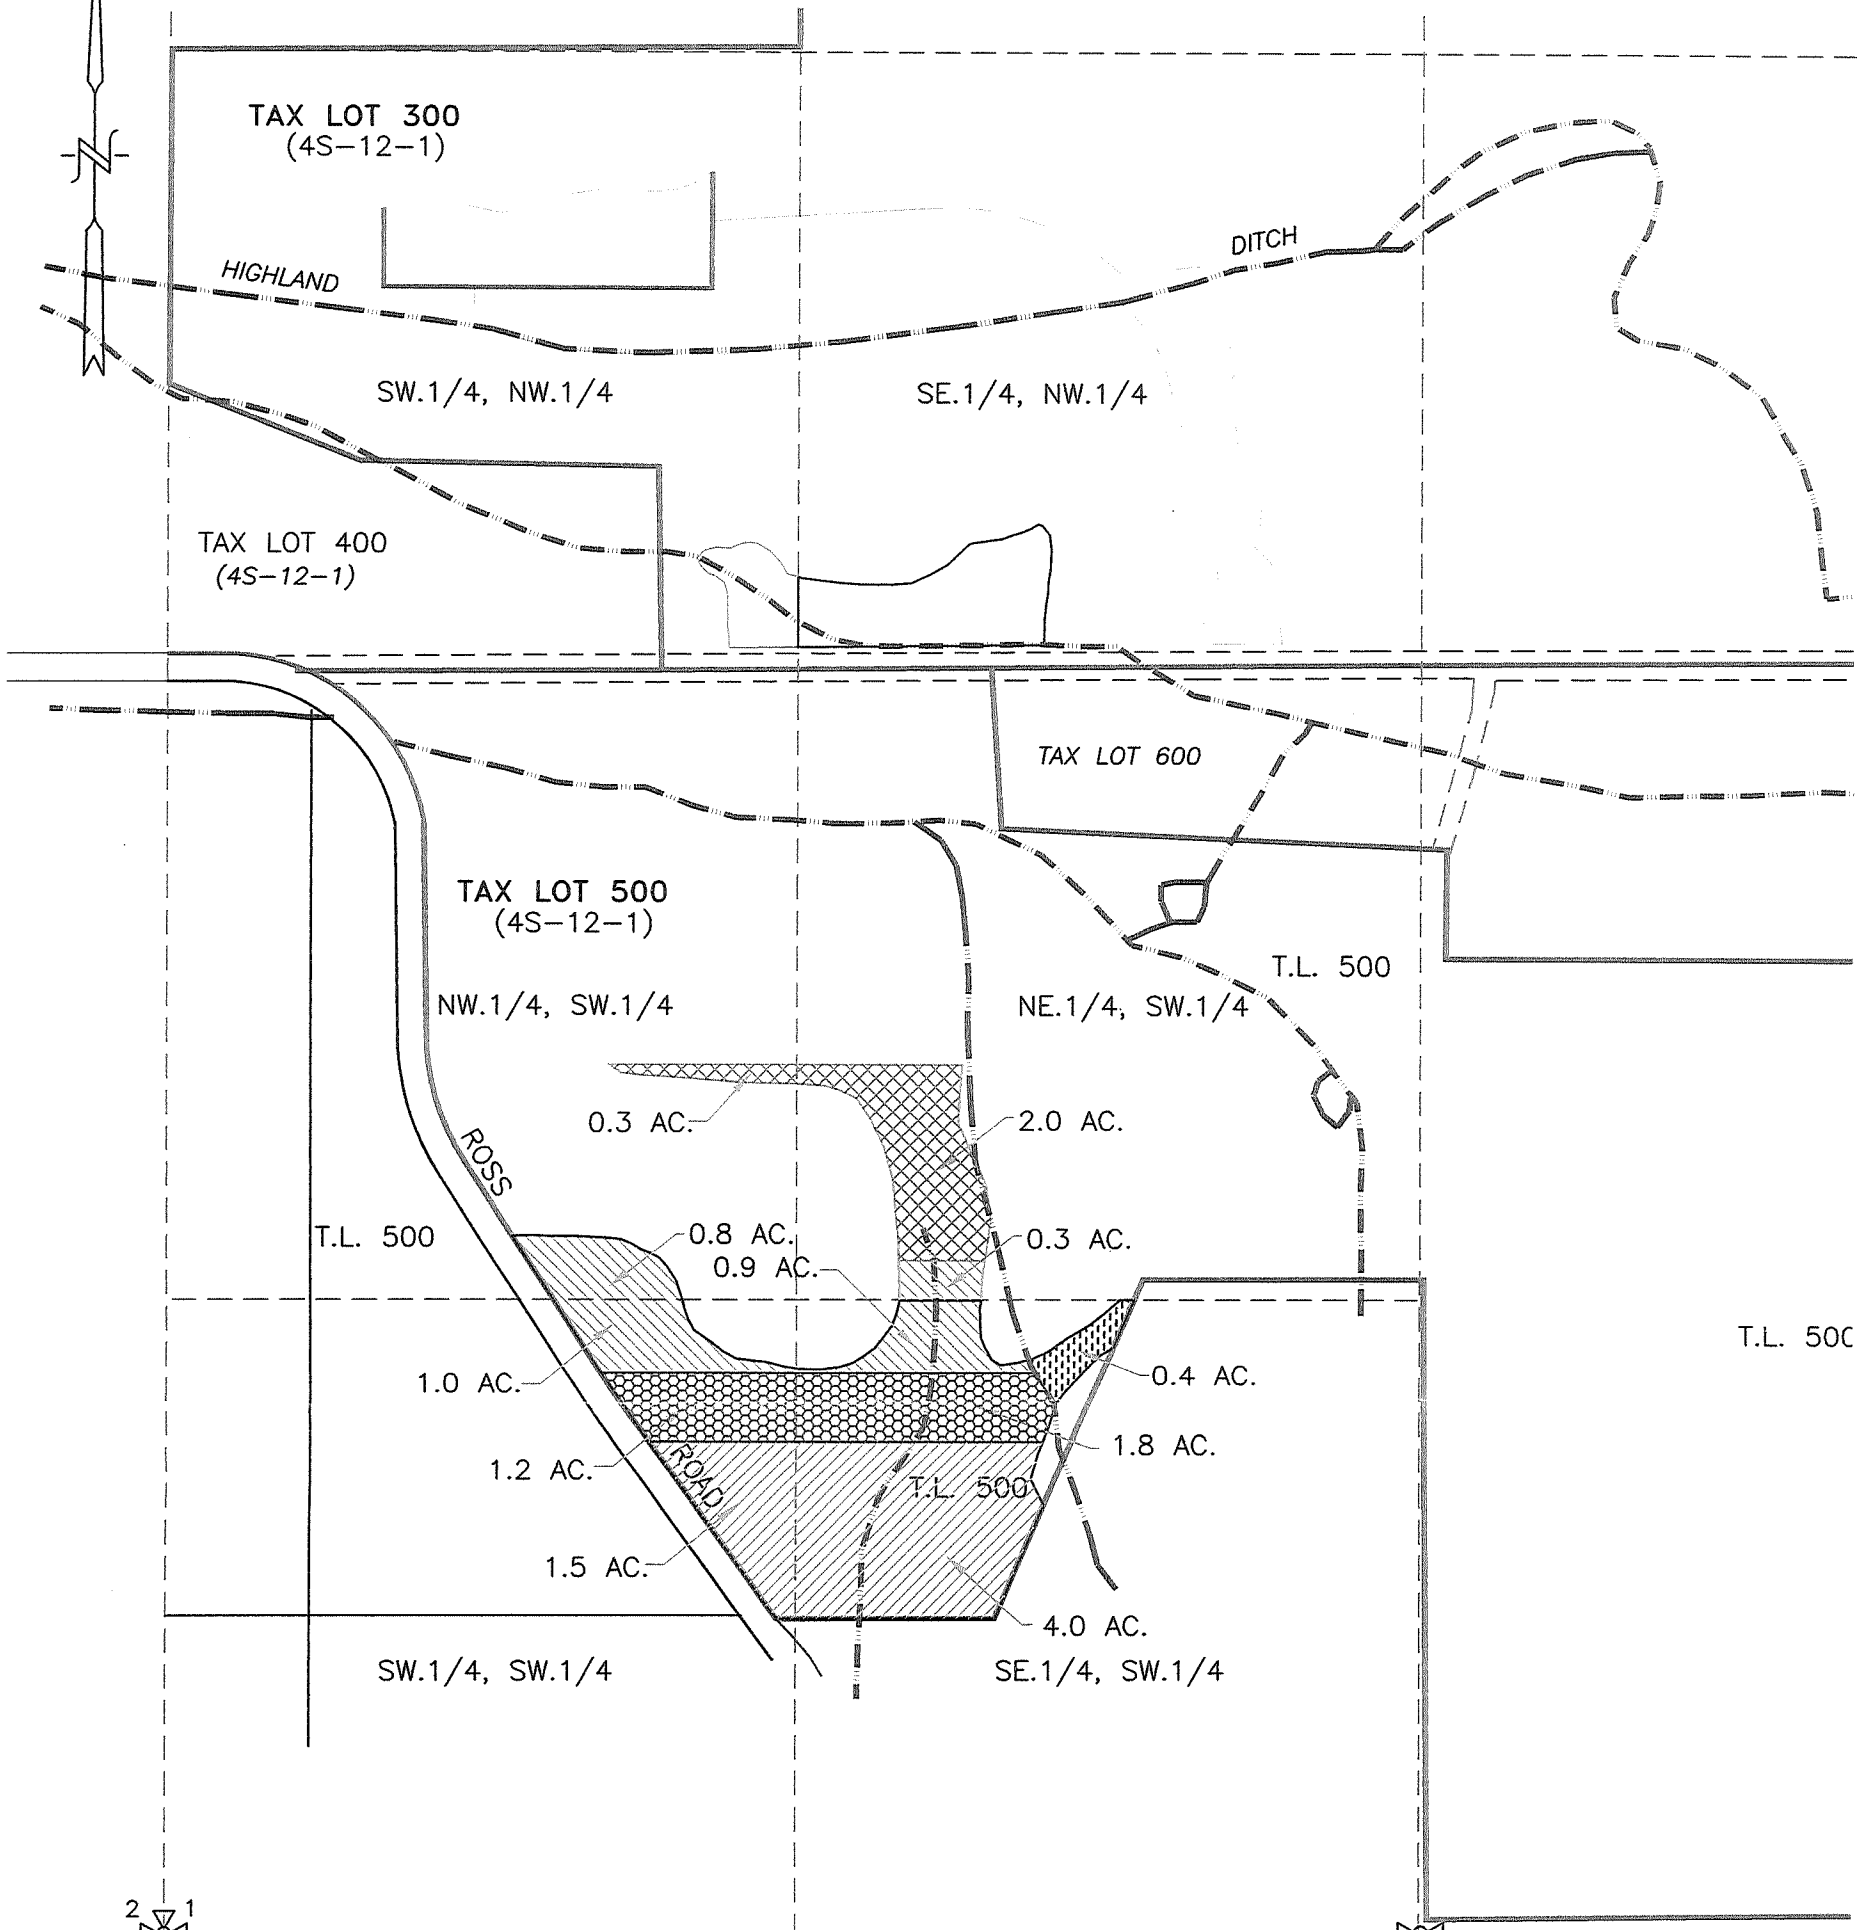 TAX LOT 300
(4S-12-1)
N
HIGHLAND
DITCH
SW.1/4, NW.1/4
SE.1/4, NW.1/4
TAX LOT 400
(4S-12-1)
TAX LOT 600
TAX LOT 500
(4S-12-1)
T.L. 500
NW.1/4, SW.1/4
NE.1/4, SW.1/4
0.3 AC.
2.0 AC.
ROSS
T.L. 500
0.8 AC.
0.3 AC.
0.9 AC.
T.L. 500
1.0 AC.
0.4 AC.
1.2 AC.
1.8 AC.
ROAD
T.L. 500
1.5 AC.
4.0 AC.
SW.1/4, SW.1/4
SE.1/4, SW.1/4
2 1